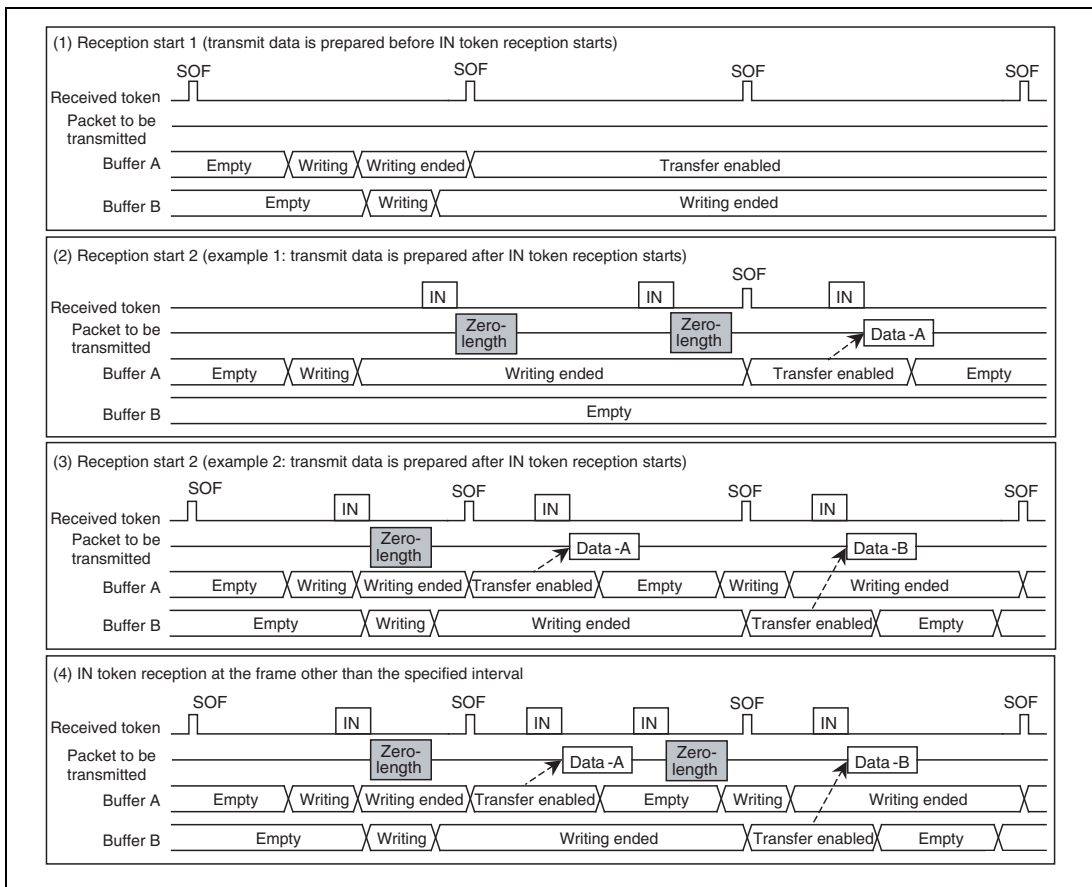 (1) Reception start 1 (transmit data is prepared before IN token reception starts)
SOF SOF SOF SOF
Received token
Packet to be
transmitted
Buffer A Empty Writing Writing ended Transfer enabled
Buffer B Empty Writing Writing ended
(2) Reception start 2 (example 1: transmit data is prepared after IN token reception starts)
SOF
Received token IN IN IN
Packet to be
transmitted
Zero-
length
Zero-
length
Data -A
Buffer A Empty Writing Writing ended Transfer enabled Empty
Buffer B Empty
(3) Reception start 2 (example 2: transmit data is prepared after IN token reception starts)
SOF SOF SOF SOF
Received token IN IN IN
Packet to be
transmitted
Zero-
length
Data -A Data -B
Buffer A Empty Writing Writing ended Transfer enabled Empty Writing Writing ended
Buffer B Empty Writing Writing ended Transfer enabled Empty
(4) IN token reception at the frame other than the specified interval
SOF SOF SOF SOF
Received token IN IN IN IN
Packet to be
transmitted
Zero-
length
Data -A
Zero-
length
Data -B
Buffer A Empty Writing Writing ended Transfer enabled Empty Writing Writing ended
Buffer B Empty Writing Writing ended Transfer enabled Empty